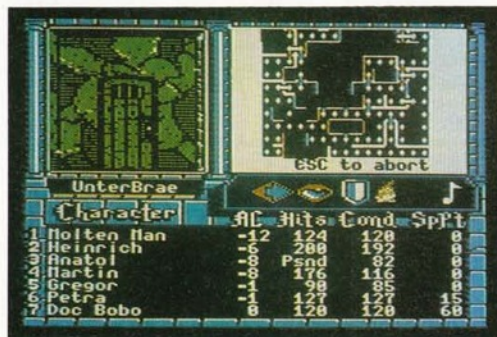 ESC to abort
UnterBrae
Character AC Hits Cond SpPt
1 Molten Man -12 124 120 0
2 Heinrich -6 200 192 0
3 Anatol -8 Psnd 82 0
4 Martin -8 176 116 0
5 Gregor -1 90 85 0
6 Petra -1 127 127 15
7 Doc Bobo 0 120 120 60